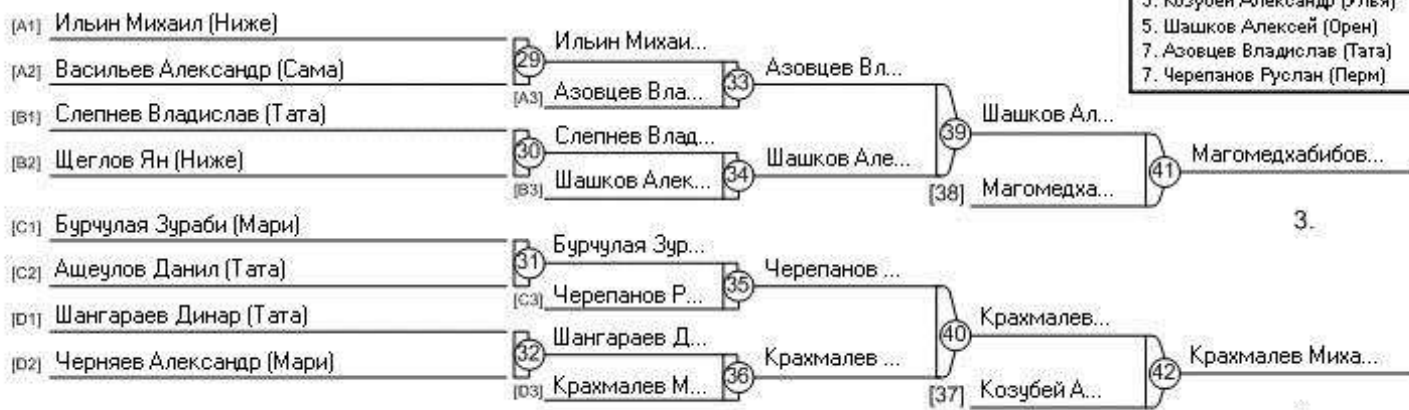 5. Козубей Александр (Улья)
5. Шашков Алексей (Орен)
7. Азовцев Владислав (Тата)
7. Черепанов Руслан (Перм)
[A1] Ильин Михаил (Ниже)
[A2] Васильев Александр (Сама)
[B1] Слепнев Владислав (Тата)
[B2] Щеглов Ян (Ниже)
[C1] Бурчулая Зураби (Мари)
[C2] Ащеулов Данил (Тата)
[D1] Шангараев Динар (Тата)
[D2] Черняев Александр (Мари)
29
30
31
32
Ильин Михаи...
[A3] Азовцев Вла...
Слепнев Влад...
[B3] Шашков Алек...
Бурчулая Зур...
[C3] Черепанов Р...
Шангараев Д...
[D3] Крахмалев М...
33
34
35
36
Азовцев Вл...
Шашков Але...
Черепанов ...
Крахмалев ...
39
40
Шашков Ал...
[38] Магомедха...
Крахмалев...
[37] Козубей А...
41
42
Магомедхабибов...
3.
Крахмалев Миха...